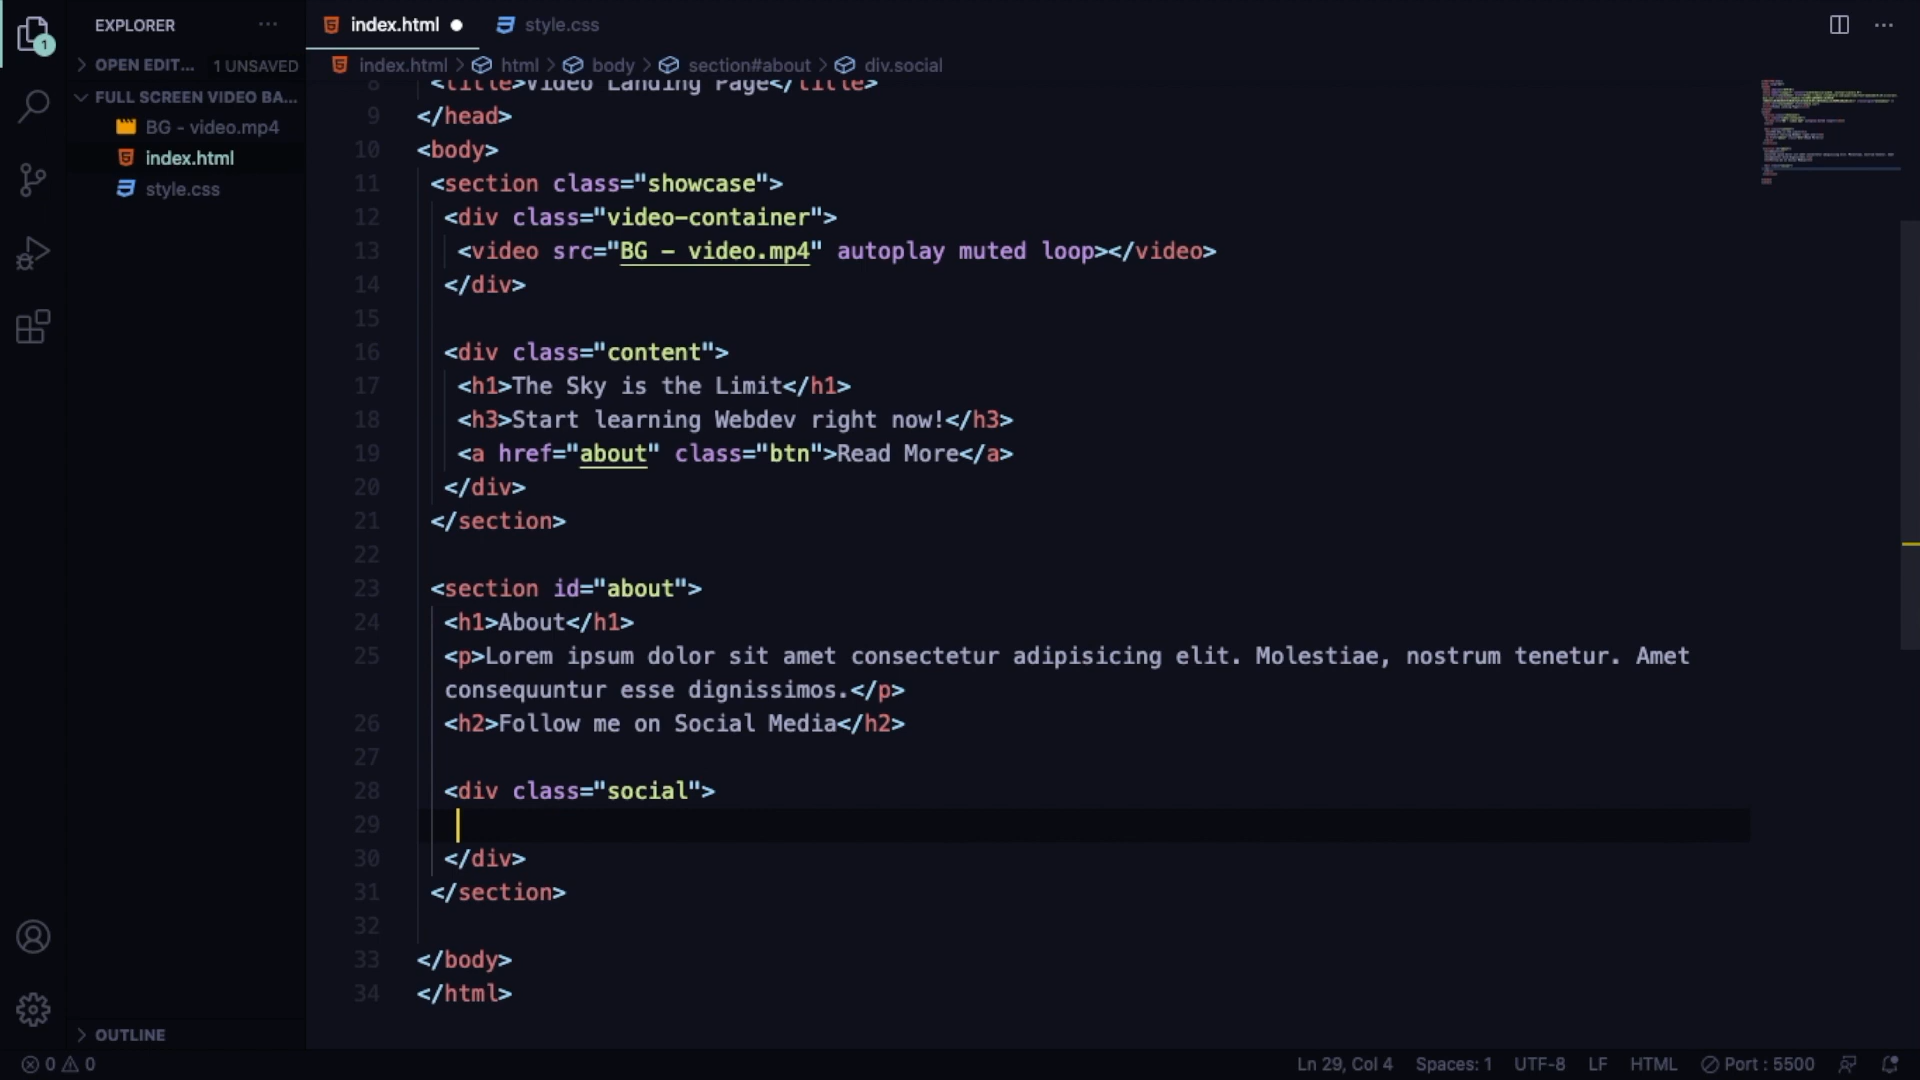 EXPLORER
index.html
style.css
1
OPEN EDIT... 1 UNSAVED
index.html > html > body > section#about > div.social
FULL SCREEN VIDEO BA...
BG - video.mp4
index.html
style.css
8 <title>Video Landing Page</title>
9 </head>
10 <body>
11 <section class="showcase">
12 <div class="video-container">
13 <video src="BG - video.mp4" autoplay muted loop></video>
14 </div>
15
16 <div class="content">
17 <h1>The Sky is the Limit</h1>
18 <h3>Start learning Webdev right now!</h3>
19 <a href="about" class="btn">Read More</a>
20 </div>
21 </section>
22
23 <section id="about">
24 <h1>About</h1>
25 <p>Lorem ipsum dolor sit amet consectetur adipisicing elit. Molestiae, nostrum tenetur. Amet
consequuntur esse dignissimos.</p>
26 <h2>Follow me on Social Media</h2>
27
28 <div class="social">
29
30 </div>
31 </section>
32
33 </body>
34 </html>
OUTLINE
0 0
Ln 29, Col 4 Spaces: 1 UTF-8 LF HTML Port : 5500